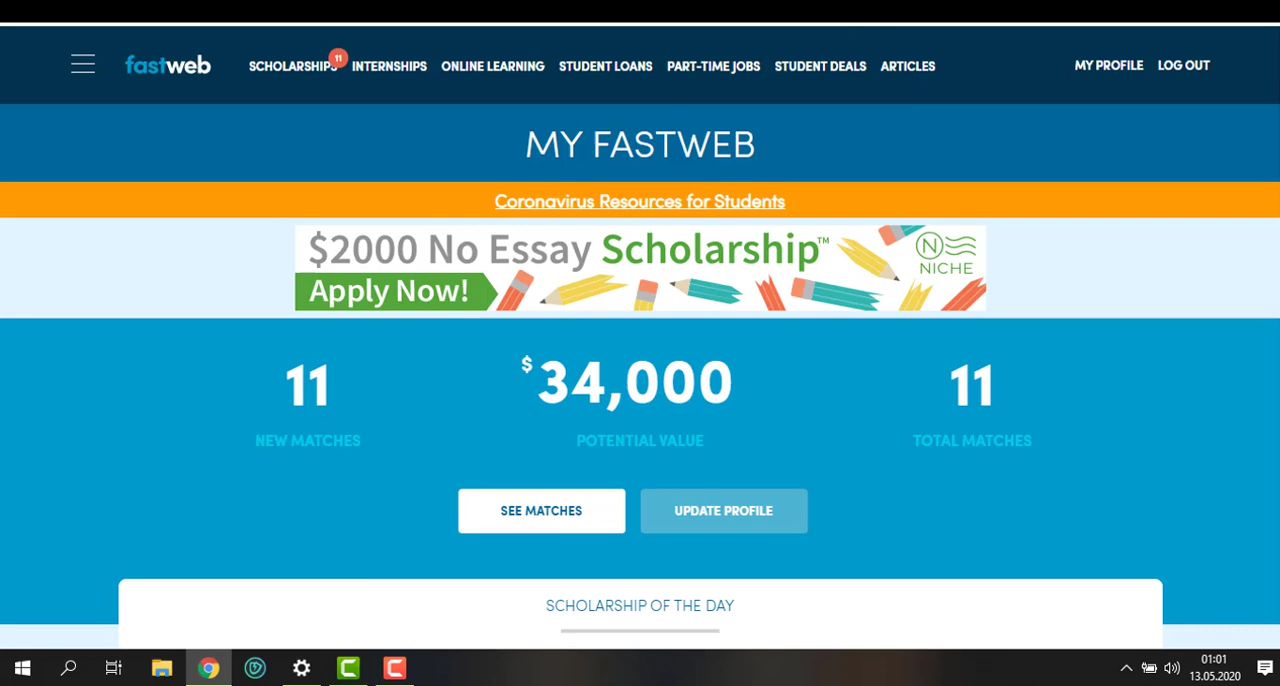 fastweb SCHOLARSHIPS 11 INTERNSHIPS ONLINE LEARNING STUDENT LOANS PART-TIME JOBS STUDENT DEALS ARTICLES MY PROFILE LOG OUT
MY FASTWEB
Coronavirus Resources for Students
$2000 No Essay Scholarship™
Apply Now!
N
NICHE
11 $34,000 11
NEW MATCHES POTENTIAL VALUE TOTAL MATCHES
SEE MATCHES UPDATE PROFILE
SCHOLARSHIP OF THE DAY
01:01
13.05.2020